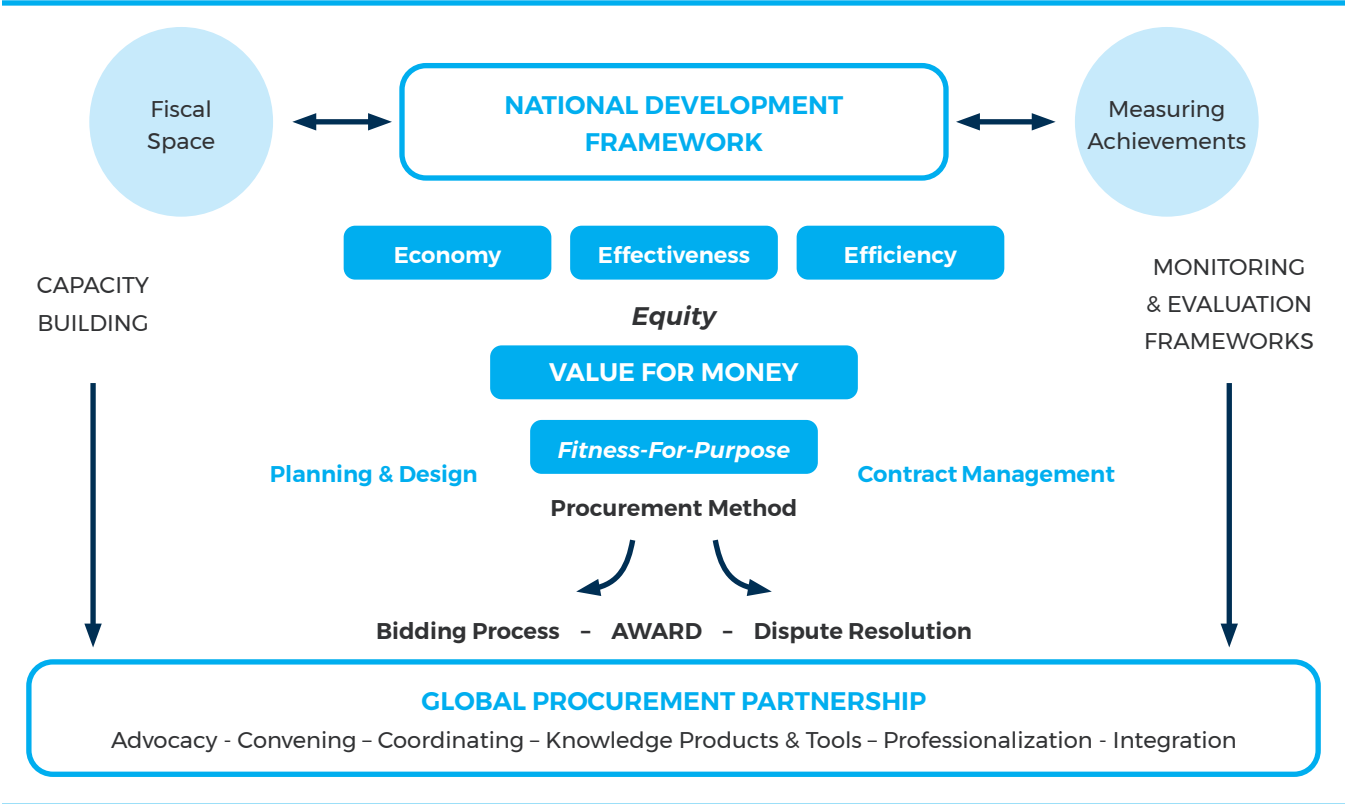 Fiscal
Space
NATIONAL DEVELOPMENT
FRAMEWORK
Measuring
Achievements
Economy
Effectiveness
Efficiency
CAPACITY
BUILDING
Equity
MONITORING
& EVALUATION
FRAMEWORKS
VALUE FOR MONEY
Fitness-For-Purpose
Planning & Design
Contract Management
Procurement Method
Bidding Process – AWARD – Dispute Resolution
GLOBAL PROCUREMENT PARTNERSHIP
Advocacy - Convening – Coordinating – Knowledge Products & Tools – Professionalization - Integration